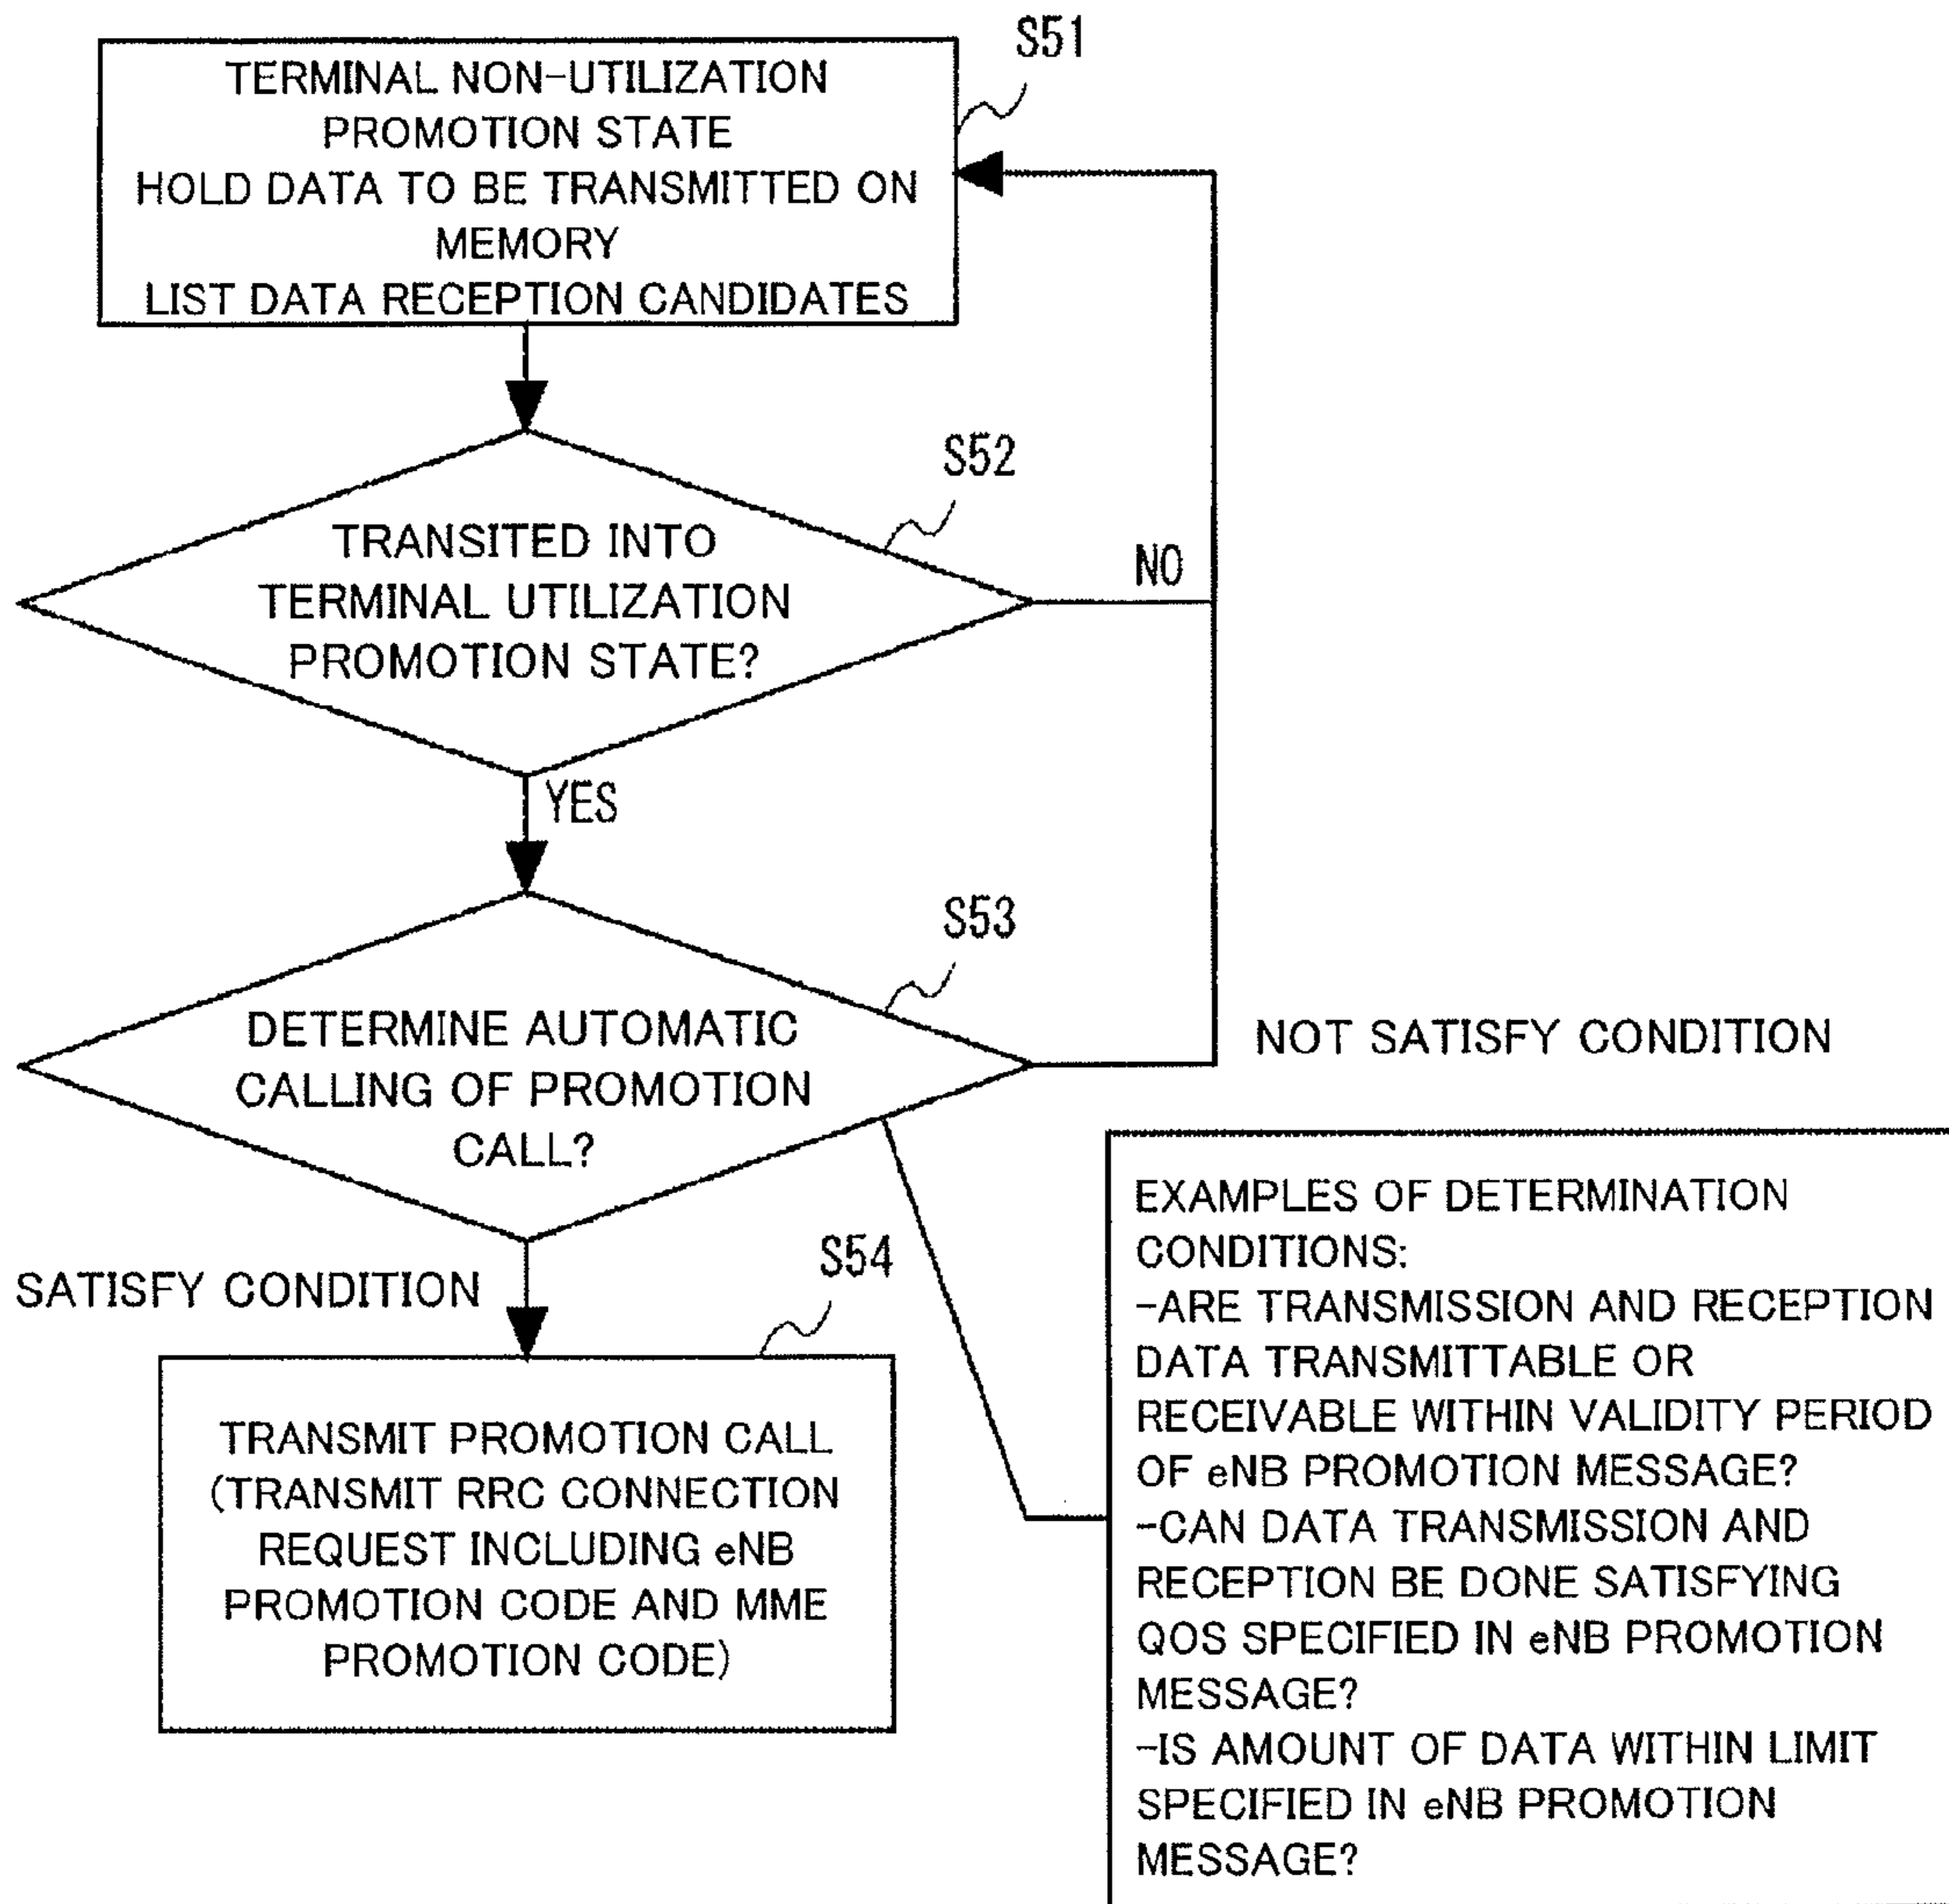 S51
TERMINAL NON-UTILIZATION
PROMOTION STATE
HOLD DATA TO BE TRANSMITTED ON
MEMORY
LIST DATA RECEPTION CANDIDATES
S52
TRANSITED INTO
TERMINAL UTILIZATION
PROMOTION STATE?
NO
YES
S53
DETERMINE AUTOMATIC
CALLING OF PROMOTION
CALL?
NOT SATISFY CONDITION
SATISFY CONDITION
S54
TRANSMIT PROMOTION CALL
(TRANSMIT RRC CONNECTION
REQUEST INCLUDING eNB
PROMOTION CODE AND MME
PROMOTION CODE)
EXAMPLES OF DETERMINATION
CONDITIONS:
-ARE TRANSMISSION AND RECEPTION
DATA TRANSMITTABLE OR
RECEIVABLE WITHIN VALIDITY PERIOD
OF eNB PROMOTION MESSAGE?
-CAN DATA TRANSMISSION AND
RECEPTION BE DONE SATISFYING
QOS SPECIFIED IN eNB PROMOTION
MESSAGE?
-IS AMOUNT OF DATA WITHIN LIMIT
SPECIFIED IN eNB PROMOTION
MESSAGE?